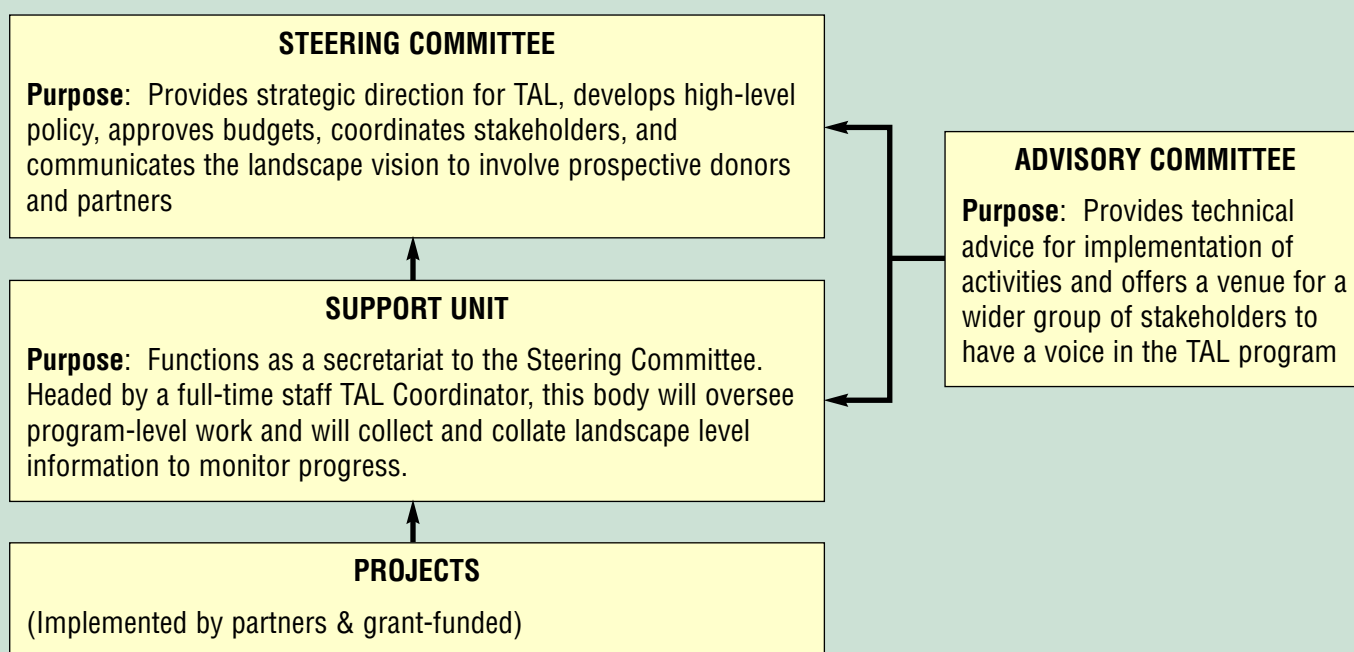 STEERING COMMITTEE
Purpose: Provides strategic direction for TAL, develops high-level
policy, approves budgets, coordinates stakeholders, and
communicates the landscape vision to involve prospective donors
and partners
ADVISORY COMMITTEE
Purpose: Provides technical
advice for implementation of
activities and offers a venue for a
wider group of stakeholders to
have a voice in the TAL program
SUPPORT UNIT
Purpose: Functions as a secretariat to the Steering Committee.
Headed by a full-time staff TAL Coordinator, this body will oversee
program-level work and will collect and collate landscape level
information to monitor progress.
PROJECTS
(Implemented by partners & grant-funded)